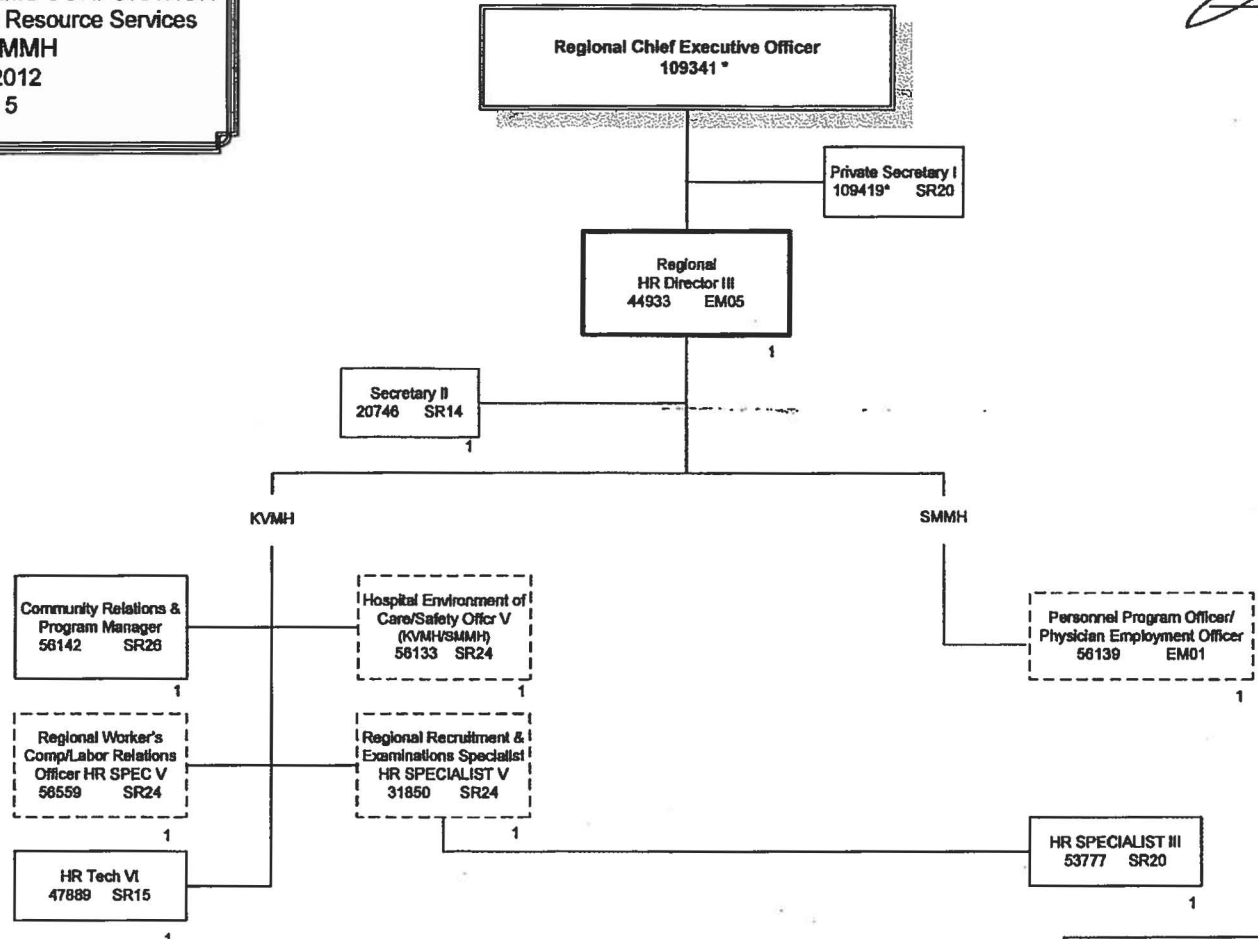 Resource Services
MMH
2012
5
Regional Chief Executive Officer
109341 *
Private Secretary I
109419* SR20
Regional
HR Director III
44933 EM05
1
Secretary II
20746 SR14
1
KVMH
SMMH
Community Relations &
Program Manager
56142 SR26
1
Hospital Environment of
Care/Safety Offcr V
(KVMH/SMMH)
56133 SR24
1
Personnel Program Officer/
Physician Employment Officer
56139 EM01
1
Regional Worker's
Comp/Labor Relations
Officer HR SPEC V
56559 SR24
1
Regional Recruitment &
Examinations Specialist
HR SPECIALIST V
31850 SR24
1
HR Tech VI
47889 SR15
1
HR SPECIALIST III
53777 SR20
1